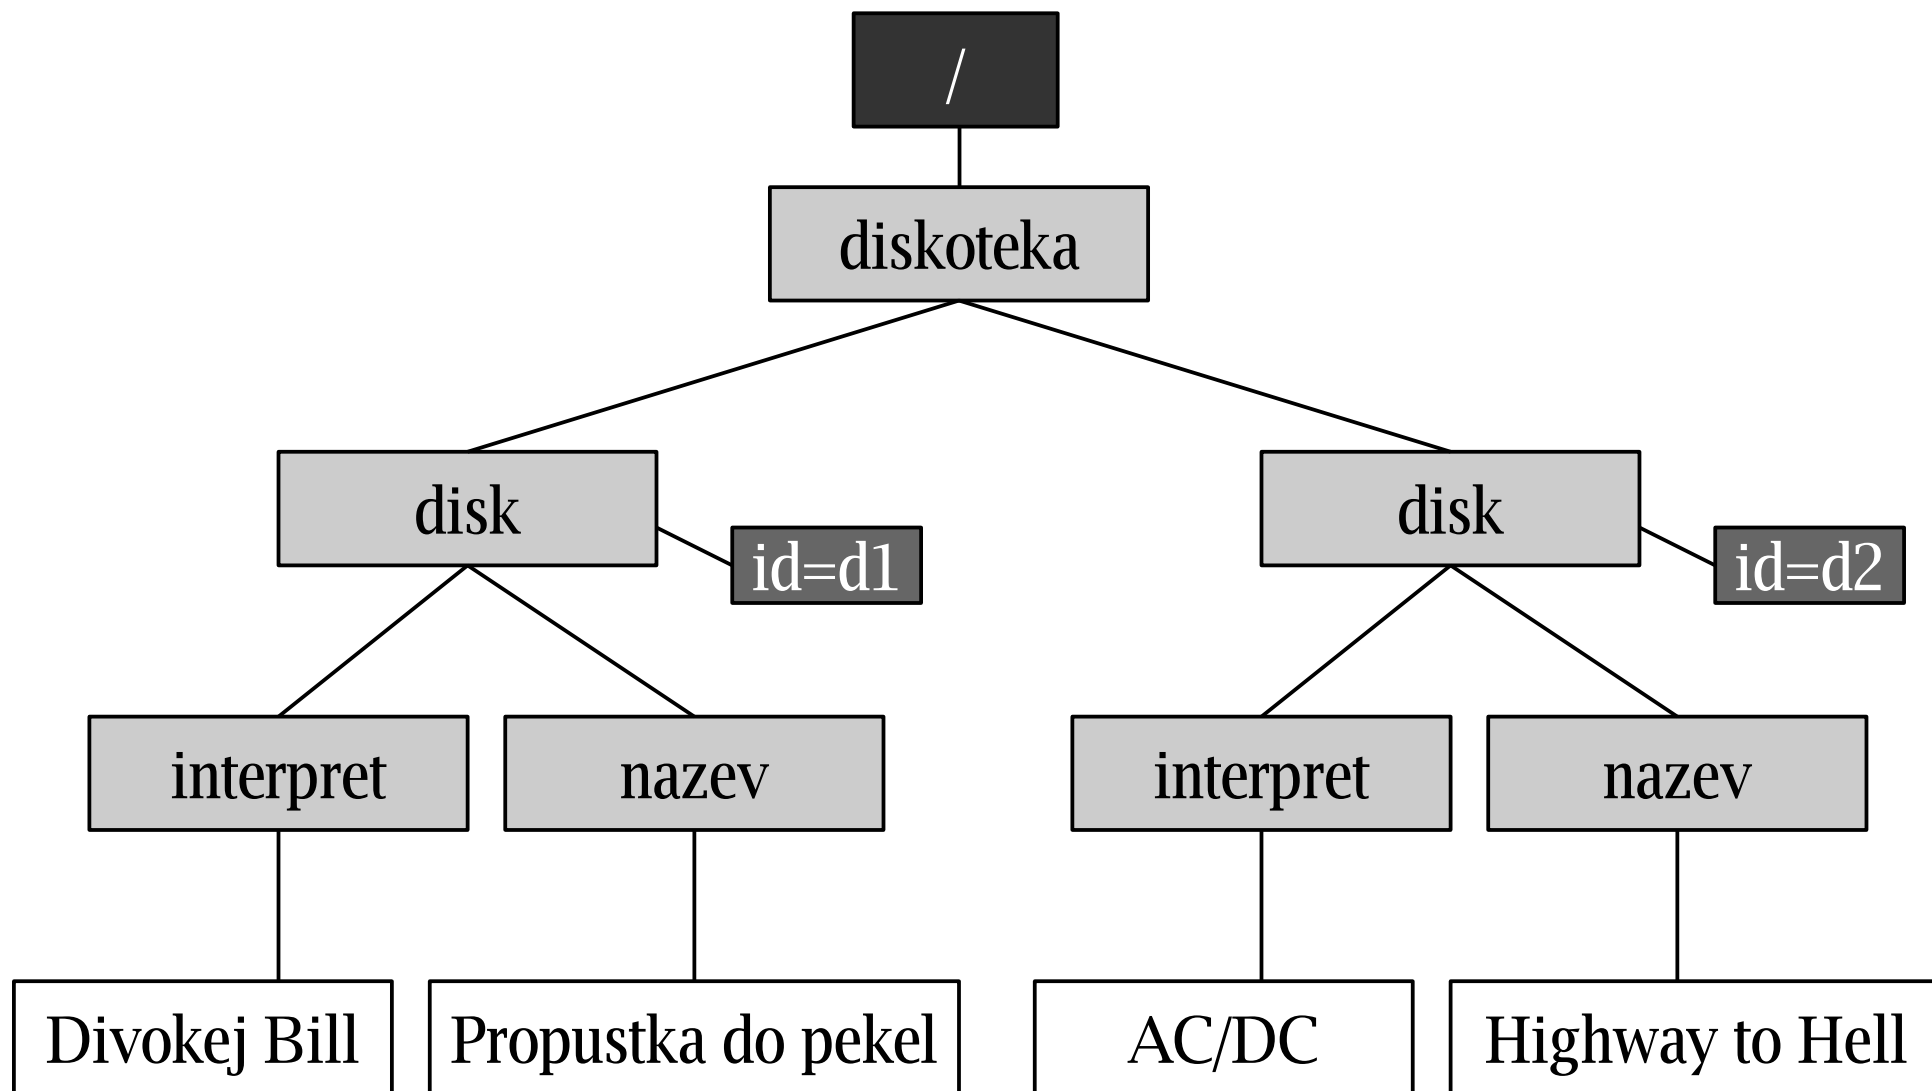 /
diskoteka
disk
id=d1
disk
id=d2
interpret
nazev
interpret
nazev
Divokej Bill
Propustka do pekel
AC/DC
Highway to Hell